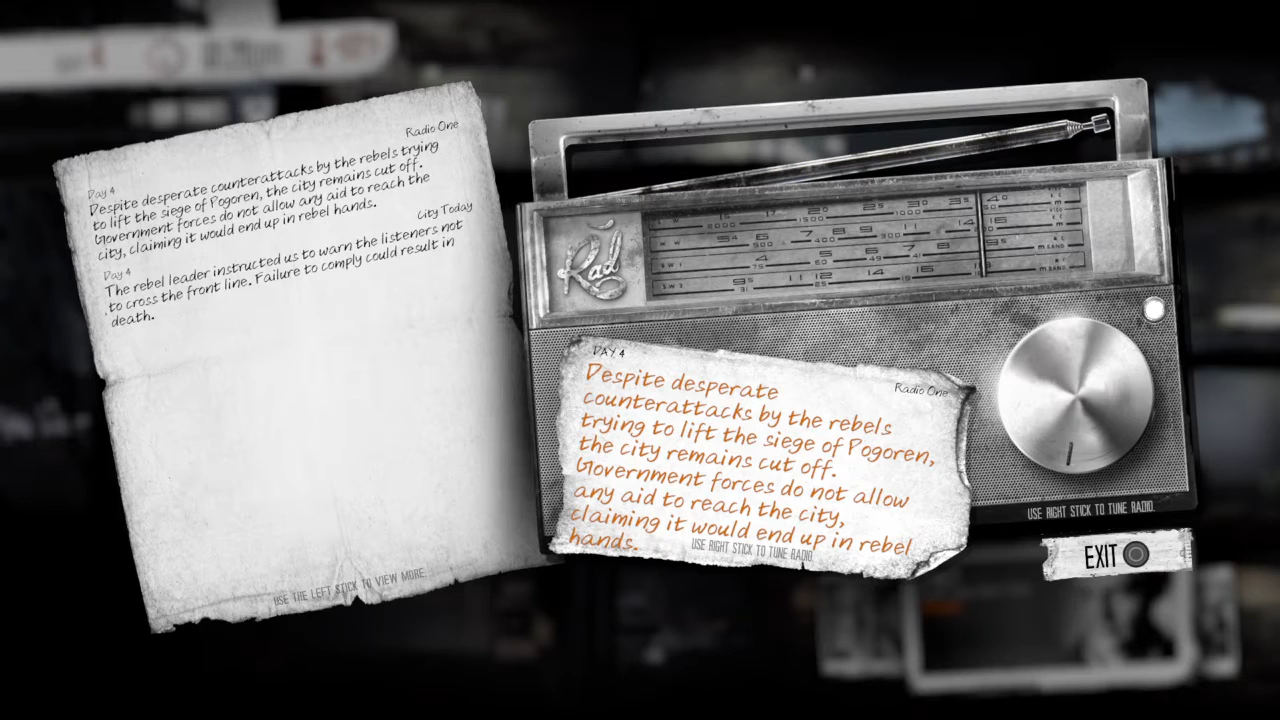 Radio One
Day 4
Despite desperate counterattacks by the rebels trying
to lift the siege of Pogoren, the city remains cut off.
Government forces do not allow any aid to reach the
city, claiming it would end up in rebel hands.
City Today
Day 4
The rebel leader instructed us to warn the listeners not
to cross the front line. Failure to comply could result in
death.
USE THE LEFT STICK TO VIEW MORE.
Rad
DAY 4
Radio One
Despite desperate
counterattacks by the rebels
trying to lift the siege of Pogoren,
the city remains cut off.
Government forces do not allow
any aid to reach the city,
claiming it would end up in rebel
hands.
USE RIGHT STICK TO TUNE RADIO.
USE RIGHT STICK TO TUNE RADIO.
EXIT